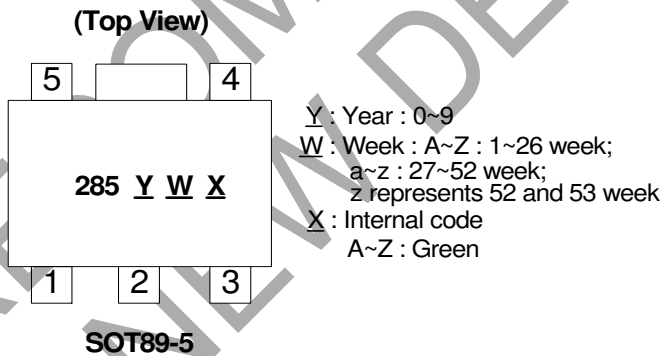 (Top View)
5 4
285 Y W X
1 2 3
SOT89-5
Y : Year : 0~9
W : Week : A~Z : 1~26 week;
a~z : 27~52 week;
z represents 52 and 53 week
X : Internal code
A~Z : Green